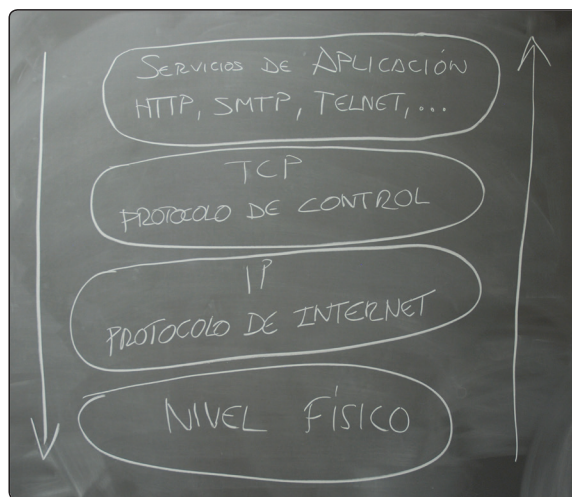 SERVICIOS DE APLICACIÓN
HTTP, SMTP, TELNET,...
TCP
PROTOCOLO DE CONTROL
IP
PROTOCOLO DE INTERNET
NIVEL FÍSICO